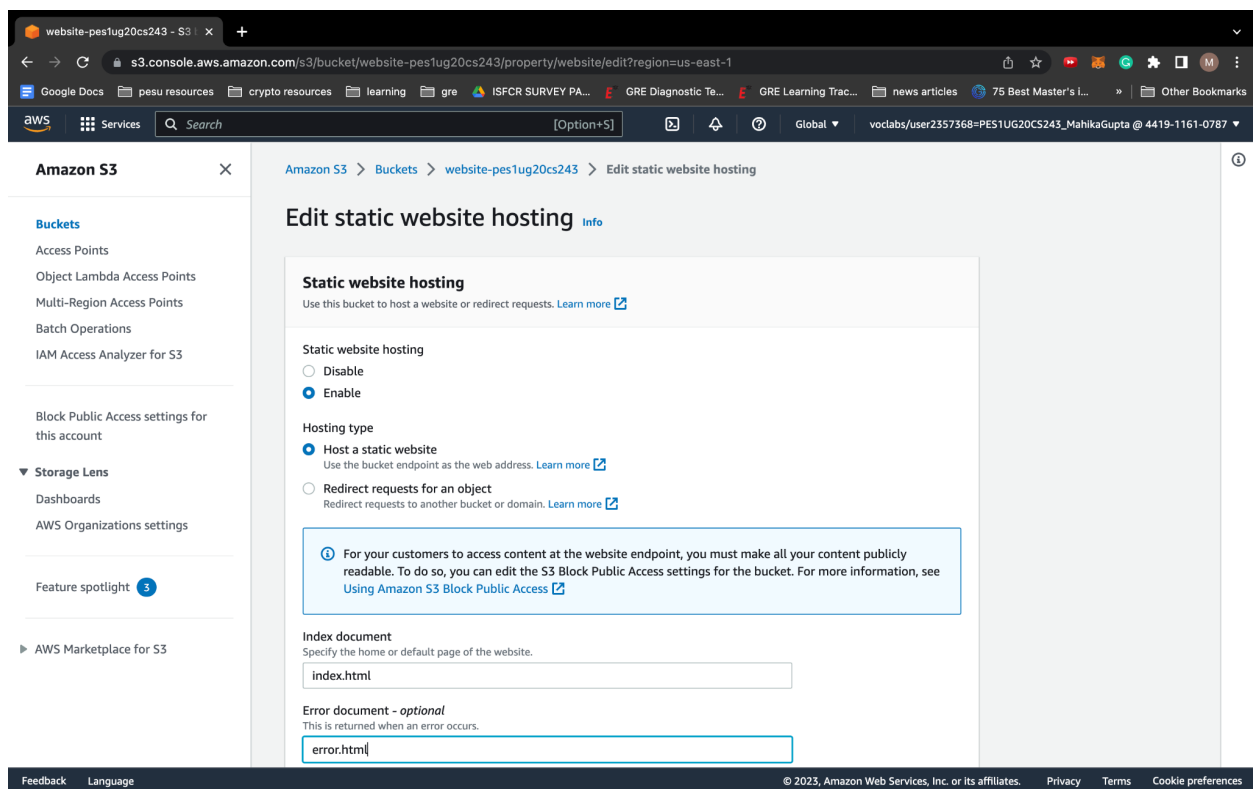 website-pes1ug20cs243 - S3
s3.console.aws.amazon.com/s3/bucket/website-pes1ug20cs243/property/website/edit?region=us-east-1
M
Google Docs pesu resources crypto resources learning gre ISFCR SURVEY PA... GRE Diagnostic Te... GRE Learning Trac... news articles 75 Best Master's i... » Other Bookmarks
aws Services Search [Option+S] Global voclabs/user2357368=PES1UG20CS243_MahikaGupta @ 4419-1161-0787
Amazon S3
Buckets
Access Points
Object Lambda Access Points
Multi-Region Access Points
Batch Operations
IAM Access Analyzer for S3
Block Public Access settings for
this account
Storage Lens
Dashboards
AWS Organizations settings
Feature spotlight 3
AWS Marketplace for S3
Amazon S3 > Buckets > website-pes1ug20cs243 > Edit static website hosting
Edit static website hosting Info
Static website hosting
Use this bucket to host a website or redirect requests. Learn more
Static website hosting
Disable
Enable
Hosting type
Host a static website
Use the bucket endpoint as the web address. Learn more
Redirect requests for an object
Redirect requests to another bucket or domain. Learn more
For your customers to access content at the website endpoint, you must make all your content publicly
readable. To do so, you can edit the S3 Block Public Access settings for the bucket. For more information, see
Using Amazon S3 Block Public Access
Index document
Specify the home or default page of the website.
index.html
Error document - optional
This is returned when an error occurs.
error.html
Feedback Language © 2023, Amazon Web Services, Inc. or its affiliates. Privacy Terms Cookie preferences